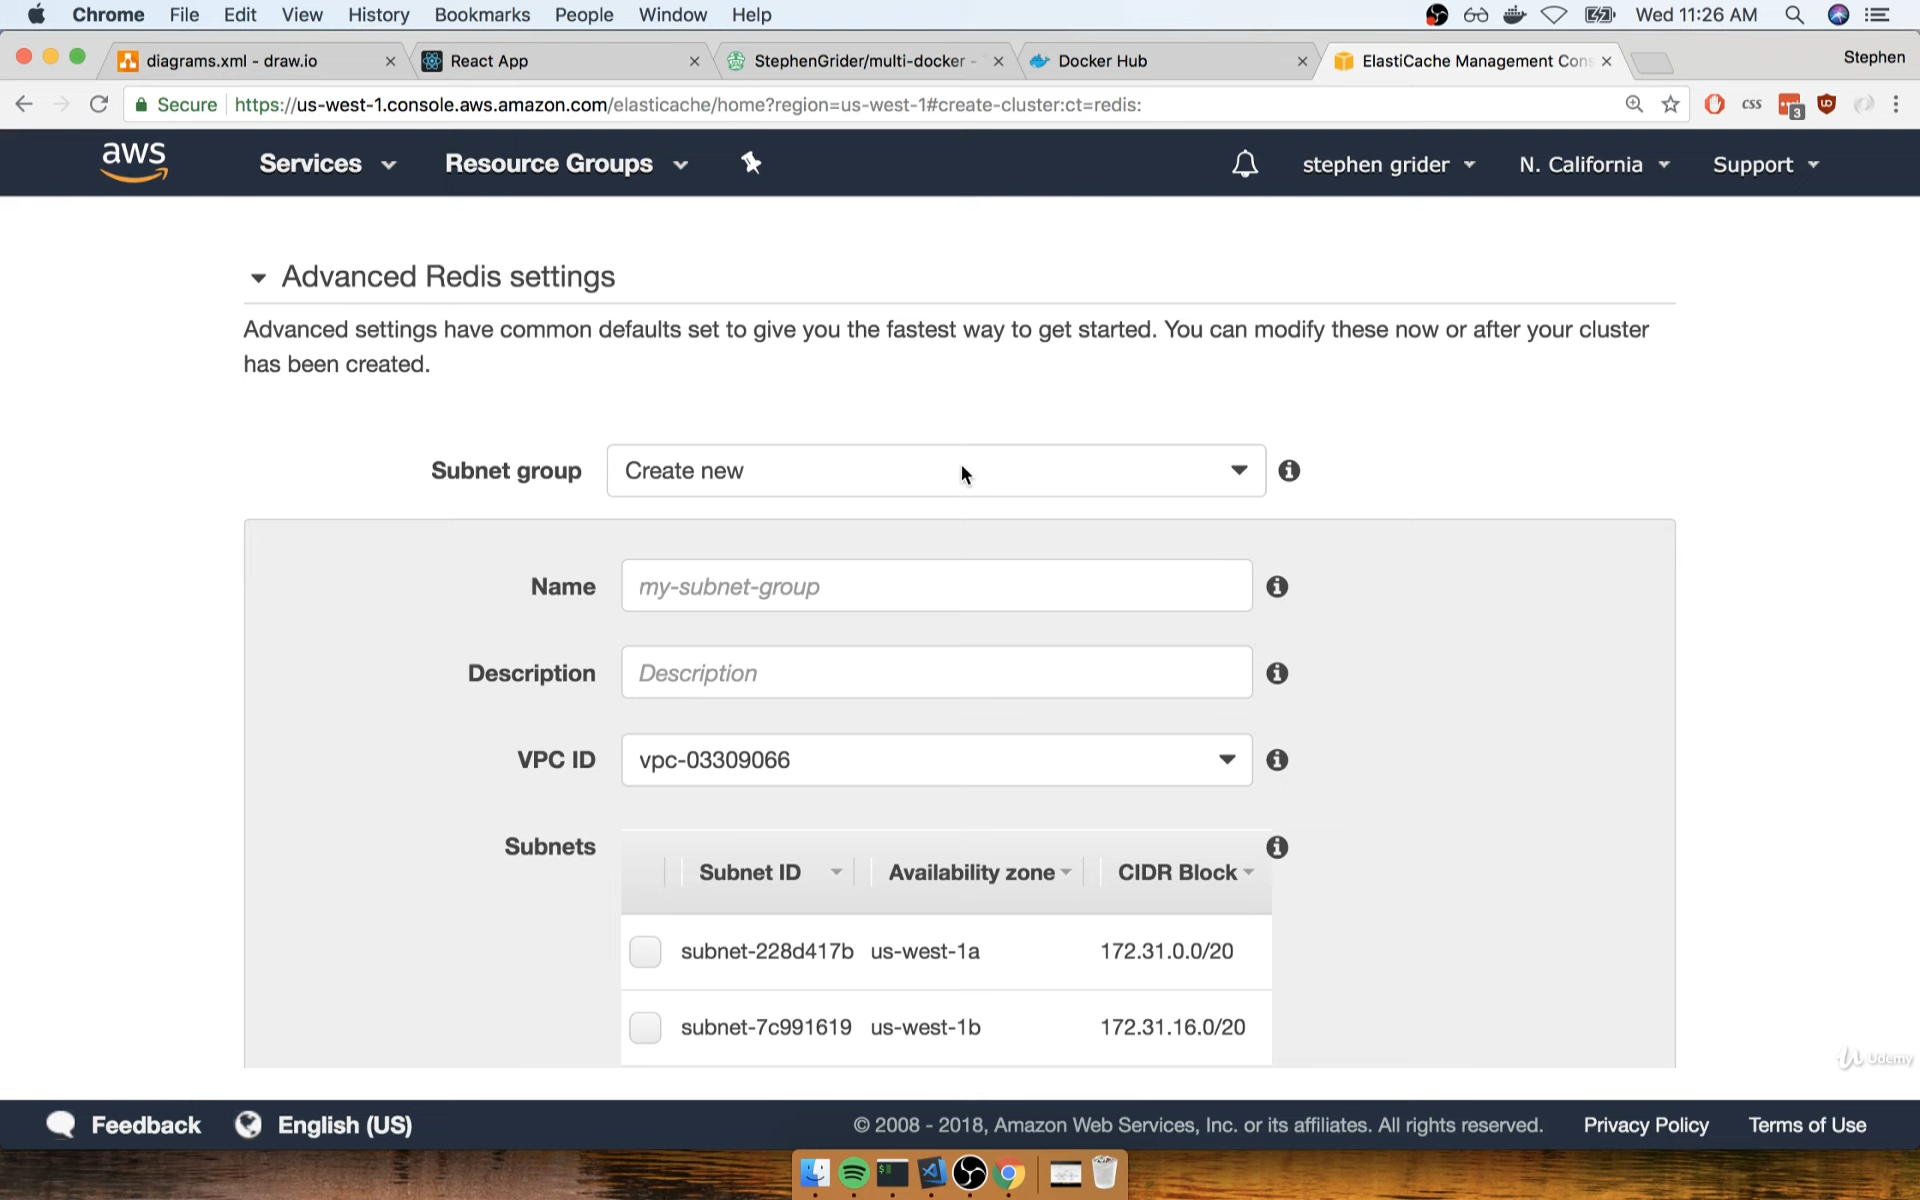 Chrome File Edit View History Bookmarks People Window Help Wed 11:26 AM
diagrams.xml - draw.io React App StephenGrider/multi-docker - Docker Hub ElastiCache Management Con Stephen
Secure https://us-west-1.console.aws.amazon.com/elasticache/home?region=us-west-1#create-cluster:ct=redis: css 3
aws Services Resource Groups stephen grider N. California Support
Advanced Redis settings
Advanced settings have common defaults set to give you the fastest way to get started. You can modify these now or after your cluster
has been created.
Subnet group Create new
Name my-subnet-group
Description Description
VPC ID vpc-03309066
Subnets
Subnet ID Availability zone CIDR Block
subnet-228d417b us-west-1a 172.31.0.0/20
subnet-7c991619 us-west-1b 172.31.16.0/20
Udemy
Feedback English (US) © 2008 - 2018, Amazon Web Services, Inc. or its affiliates. All rights reserved. Privacy Policy Terms of Use